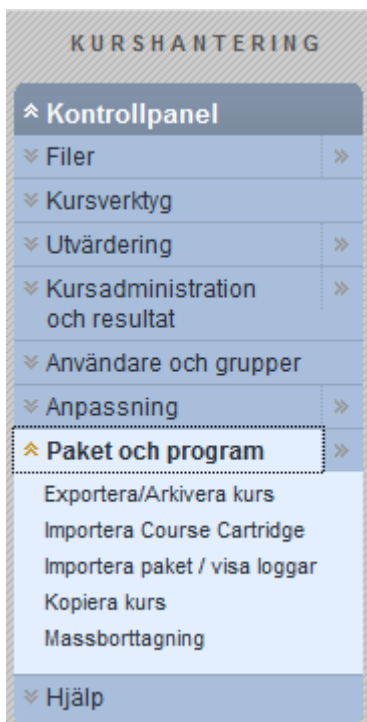 KURSHANTERING
Kontrollpanel
Filer
Kursverktyg
Utvärdering
Kursadministration
och resultat
Användare och grupper
Anpassning
Paket och program
Exportera/Arkivera kurs
Importera Course Cartridge
Importera paket / visa loggar
Kopiera kurs
Massborttagning
Hjälp